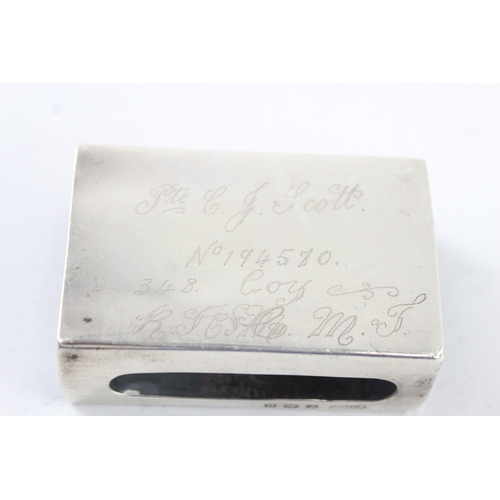 Pte C. J. Scott.
No 194570.
348. Coy
M. T.